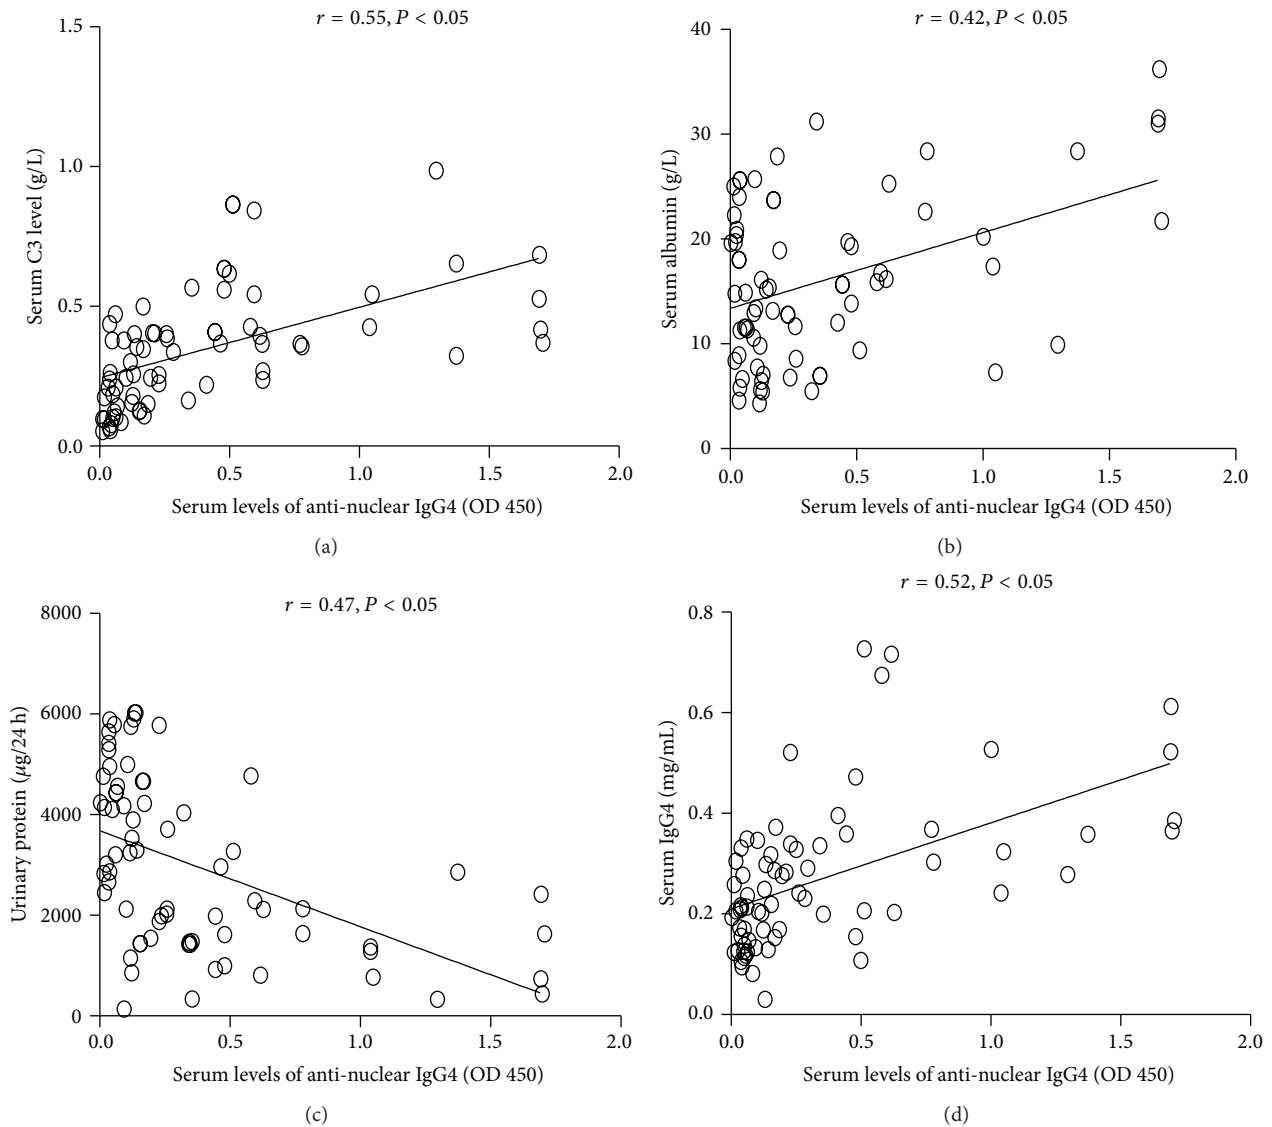 r = 0.55, P < 0.05
1.5
1.0
0.5
0.0
Serum C3 level (g/L)
0.0 0.5 1.0 1.5 2.0
Serum levels of anti-nuclear IgG4 (OD 450)
(a)
r = 0.42, P < 0.05
40
30
20
10
0
Serum albumin (g/L)
0.0 0.5 1.0 1.5 2.0
Serum levels of anti-nuclear IgG4 (OD 450)
(b)
r = 0.47, P < 0.05
8000
6000
4000
2000
0
Urinary protein (μg/24 h)
0.0 0.5 1.0 1.5 2.0
Serum levels of anti-nuclear IgG4 (OD 450)
(c)
r = 0.52, P < 0.05
0.8
0.6
0.4
0.2
0.0
Serum IgG4 (mg/mL)
0.0 0.5 1.0 1.5 2.0
Serum levels of anti-nuclear IgG4 (OD 450)
(d)